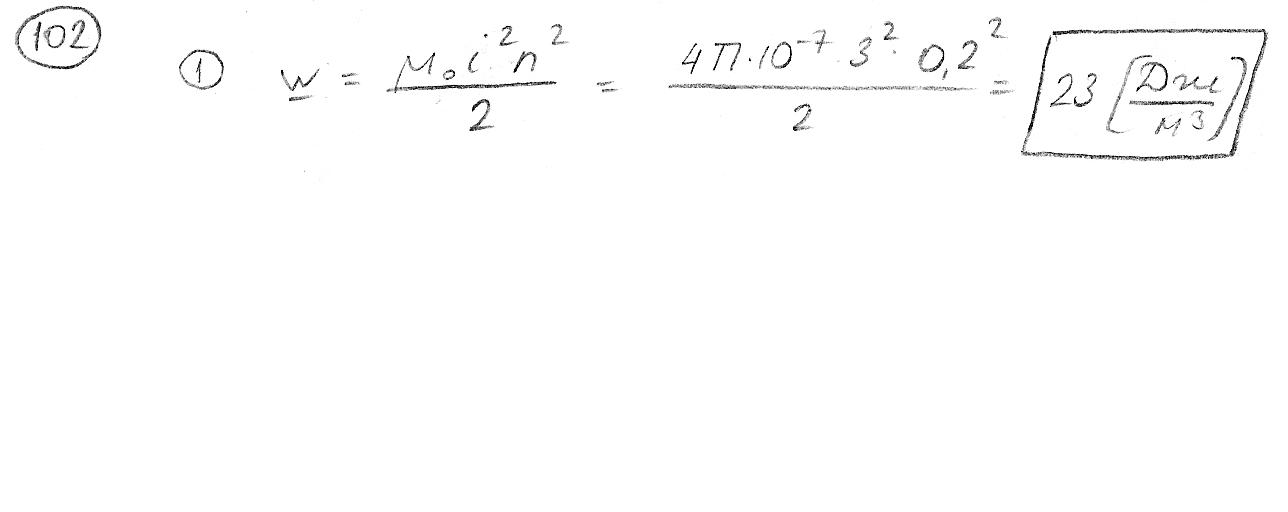 102
① w = μ₀i²n²/2 = 4π·10⁻⁷·3²·0,2²/2 = 23 [Дж/м³]